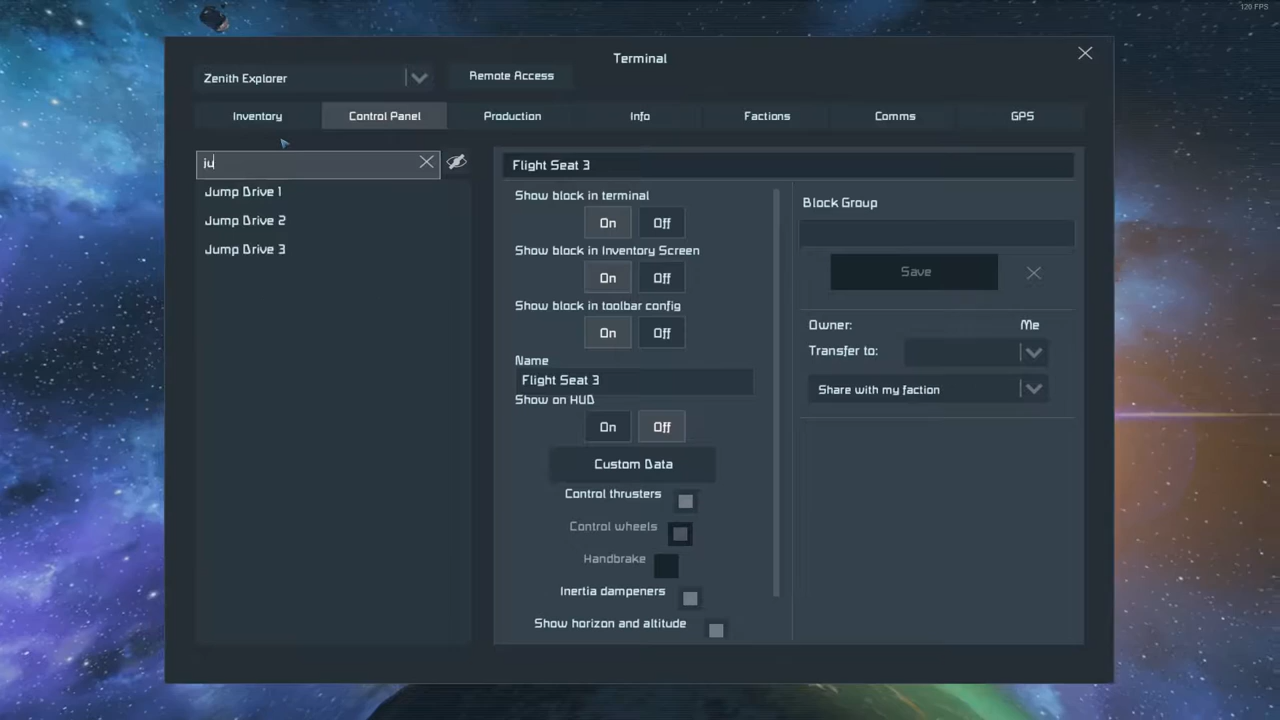 120 FPS
Terminal
Zenith Explorer
Remote Access
Inventory
Control Panel
Production
Info
Factions
Comms
GPS
ju
Jump Drive 1
Jump Drive 2
Jump Drive 3
Flight Seat 3
Show block in terminal
On
Off
Show block in Inventory Screen
On
Off
Show block in toolbar config
On
Off
Name
Flight Seat 3
Show on HUD
On
Off
Custom Data
Control thrusters
Control wheels
Handbrake
Inertia dampeners
Show horizon and altitude
Block Group
Save
Owner:
Me
Transfer to:
Share with my faction